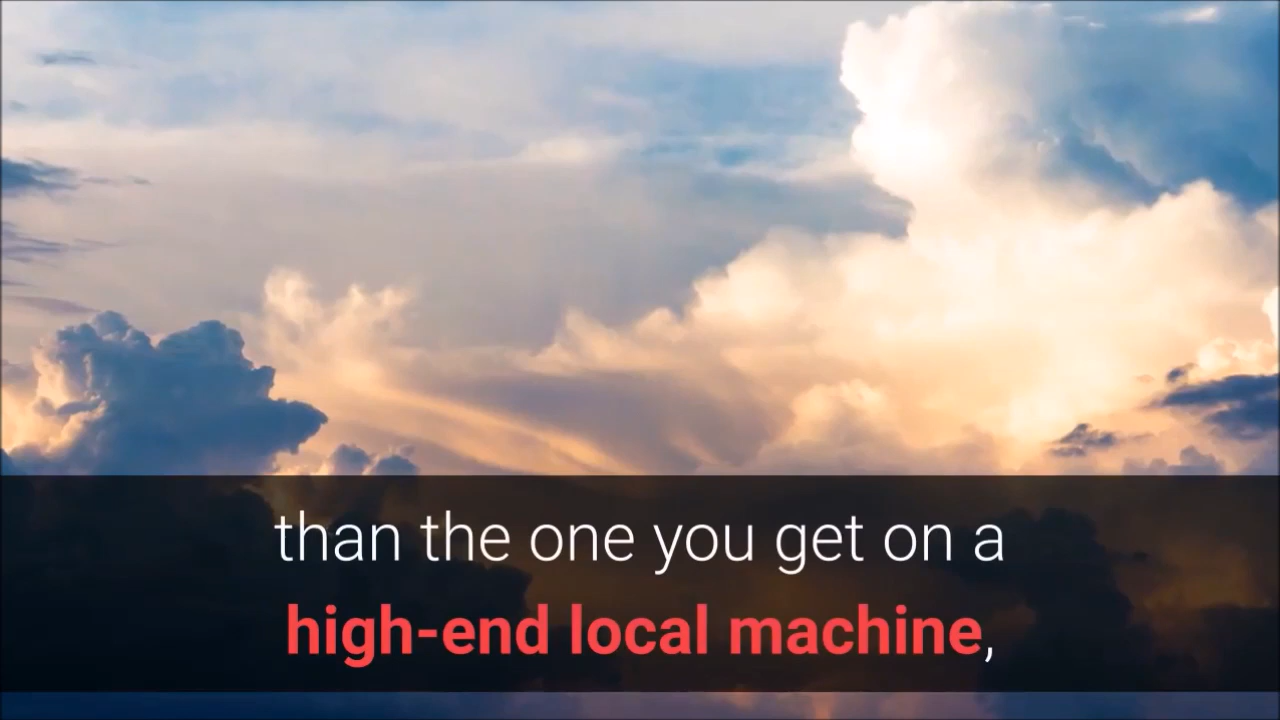 than the one you get on a
high-end local machine,